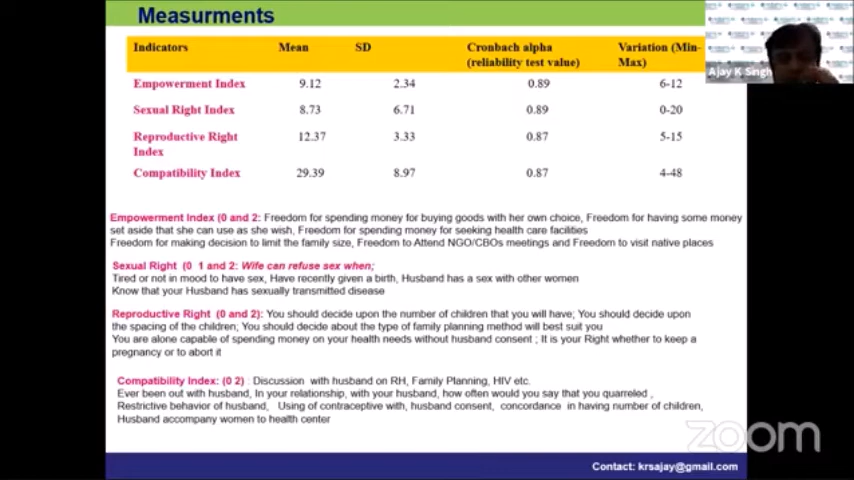 Measurments
Indicators Mean SD Cronbach alpha (reliability test value) Variation (Min-Max)
Empowerment Index 9.12 2.34 0.89 6-12
Sexual Right Index 8.73 6.71 0.89 0-20
Reproductive Right Index 12.37 3.33 0.87 5-15
Compatibility Index 29.39 8.97 0.87 4-48
Empowerment Index (0 and 2: Freedom for spending money for buying goods with her own choice, Freedom for having some money
set aside that she can use as she wish, Freedom for spending money for seeking health care facilities
Freedom for making decision to limit the family size, Freedom to Attend NGO/CBOs meetings and Freedom to visit native places
Sexual Right (0 1 and 2: Wife can refuse sex when;
Tired or not in mood to have sex, Have recently given a birth, Husband has a sex with other women
Know that your Husband has sexually transmitted disease
Reproductive Right (0 and 2): You should decide upon the number of children that you will have; You should decide upon
the spacing of the children; You should decide about the type of family planning method will best suit you
You are alone capable of spending money on your health needs without husband consent ; It is your Right whether to keep a
pregnancy or to abort it
Compatibility Index: (0 2) : Discussion with husband on RH, Family Planning, HIV etc.
Ever been out with husband, In your relationship, with your husband, how often would you say that you quarreled ,
Restrictive behavior of husband, Using of contraceptive with, husband consent, concordance in having number of children,
Husband accompany women to health center
Contact: krsajay@gmail.com
Ajay K Singh
zoom